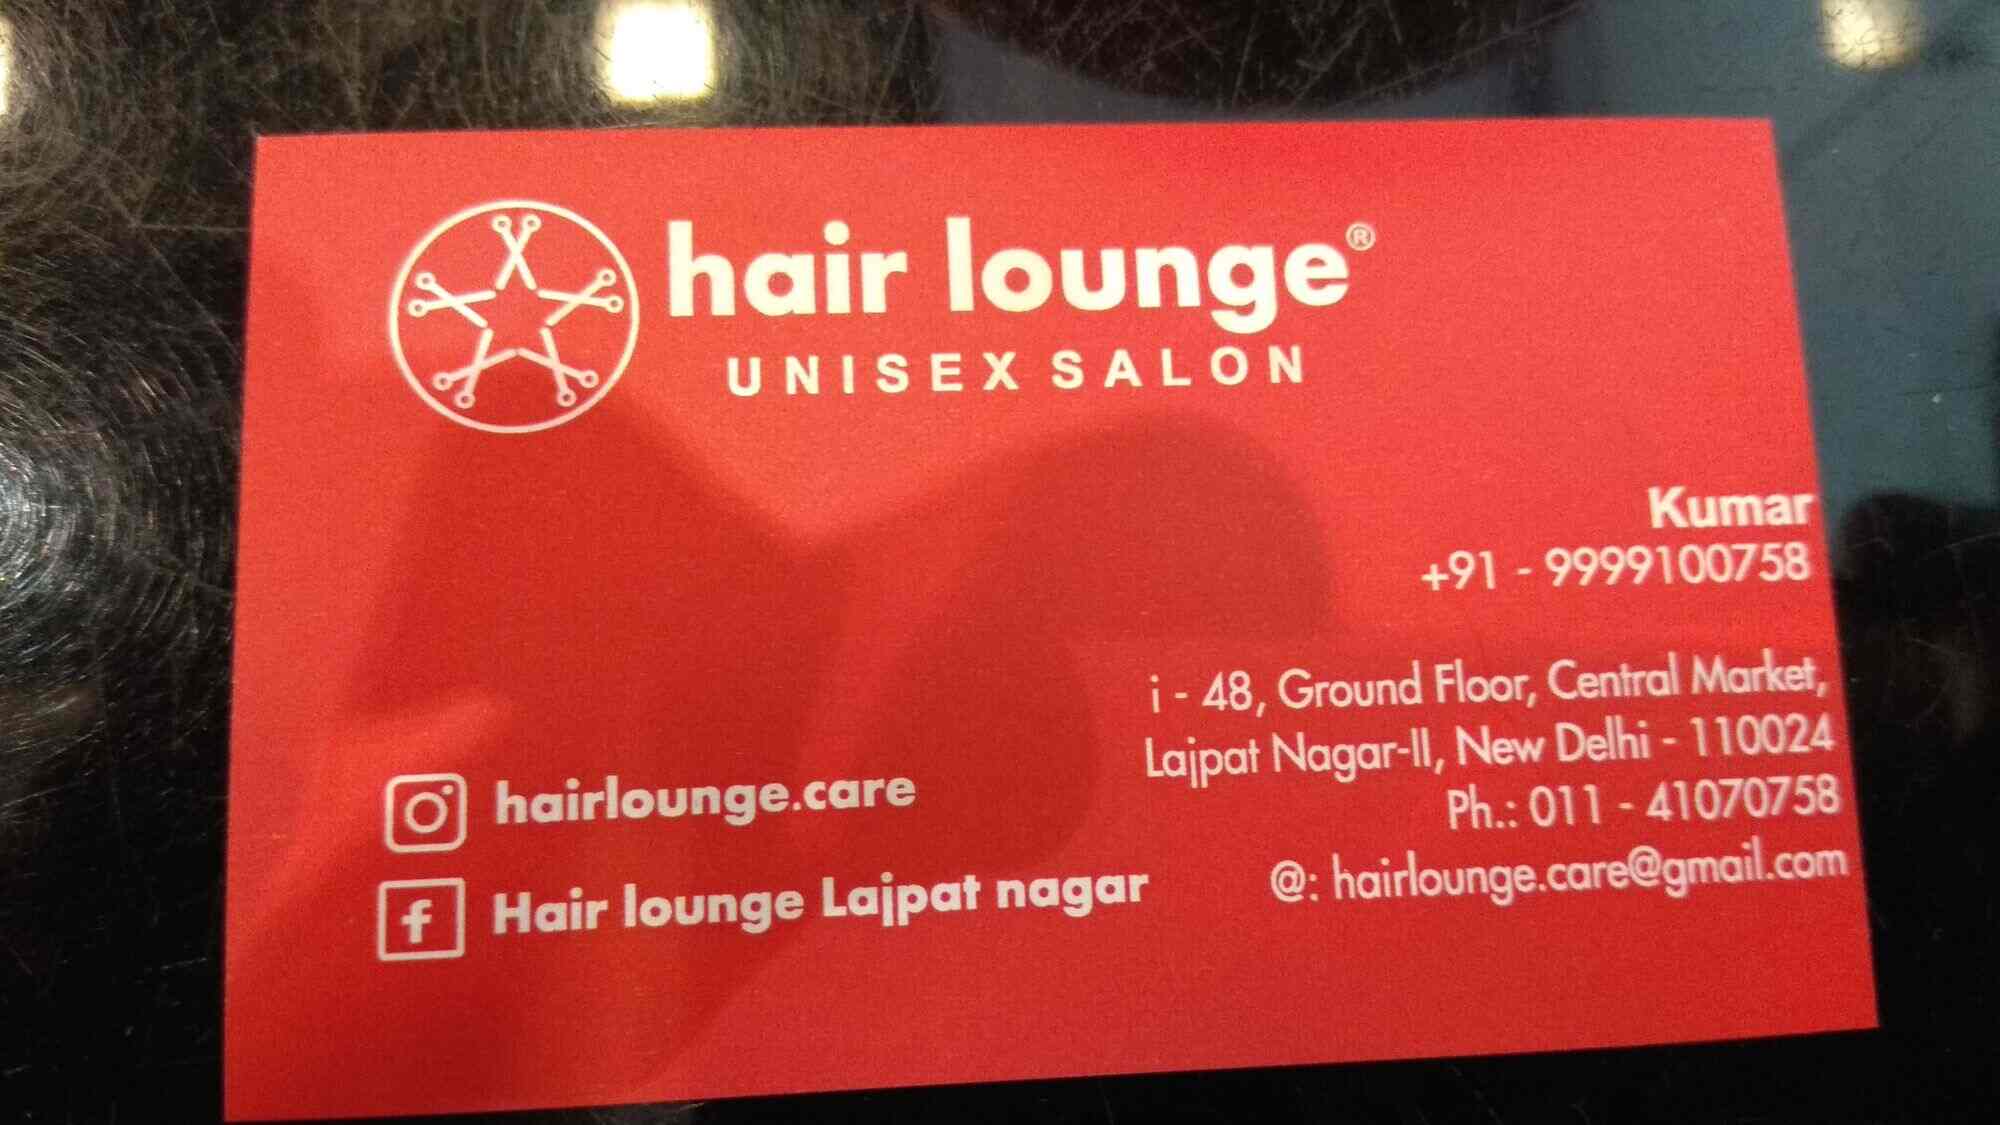 hair lounge®
UNISEX SALON
Kumar
+91 - 9999100758
i - 48, Ground Floor, Central Market,
Lajpat Nagar-II, New Delhi - 110024
Ph.: 011 - 41070758
@: hairlounge.care@gmail.com
hairlounge.care
Hair lounge Lajpat nagar